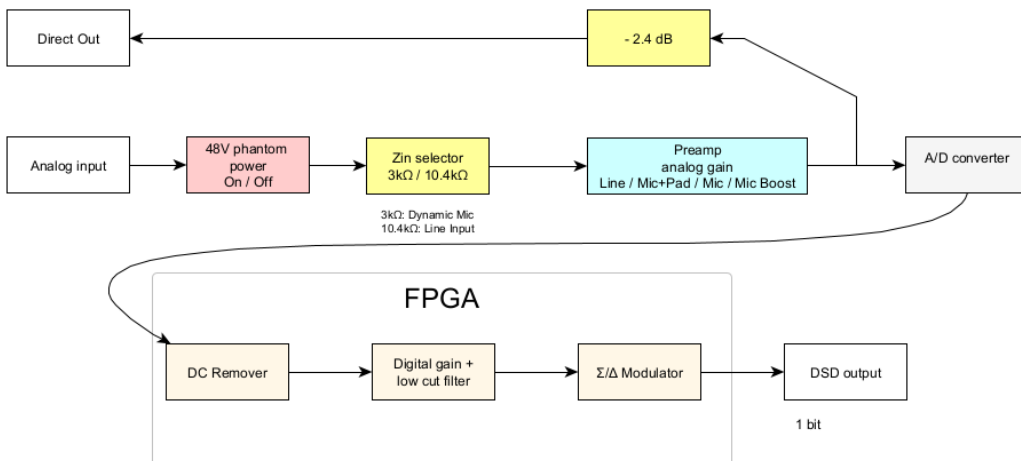 Direct Out
- 2.4 dB
Analog input
48V phantom
power
On / Off
Zin selector
3kΩ / 10.4kΩ
Preamp
analog gain
Line / Mic+Pad / Mic / Mic Boost
A/D converter
3kΩ: Dynamic Mic
10.4kΩ: Line Input
FPGA
DC Remover
Digital gain +
low cut filter
Σ/Δ Modulator
DSD output
1 bit